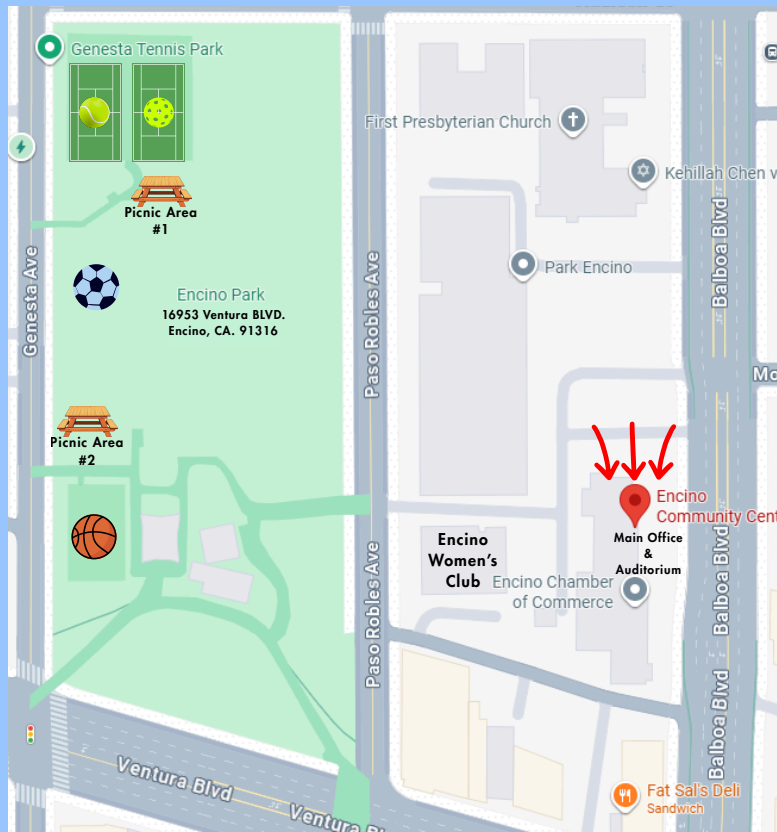 Genesta Tennis Park
First Presbyterian Church
Kehillah Chen v
Picnic Area
#1
Balboa Blvd
Genesta Ave
Paso Robles Ave
Park Encino
Encino Park
16953 Ventura BLVD.
Encino, CA. 91316
Mo
Picnic Area
#2
Encino
Community Cent
Main Office
&
Auditorium
Encino
Women's
Club
Encino Chamber
of Commerce
Paso Robles Ave
Balboa Blvd
Balboa Blvd
Ventura Blvd
Fat Sal's Deli
Sandwich
Ventura Bl